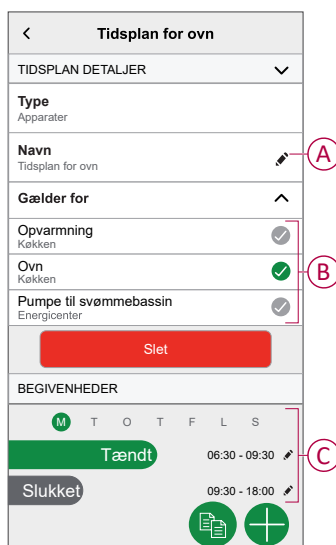 Tidsplan for ovn
TIDSPLAN DETALJER
Type
Apparater
Navn
Tidsplan for ovn
A
Gælder for
Opvarmning
Køkken
Ovn
Køkken
B
Pumpe til svømmebassin
Energicenter
Slet
BEGIVENHEDER
M T O T F L S
Tændt 06:30 - 09:30
C
Slukket 09:30 - 18:00